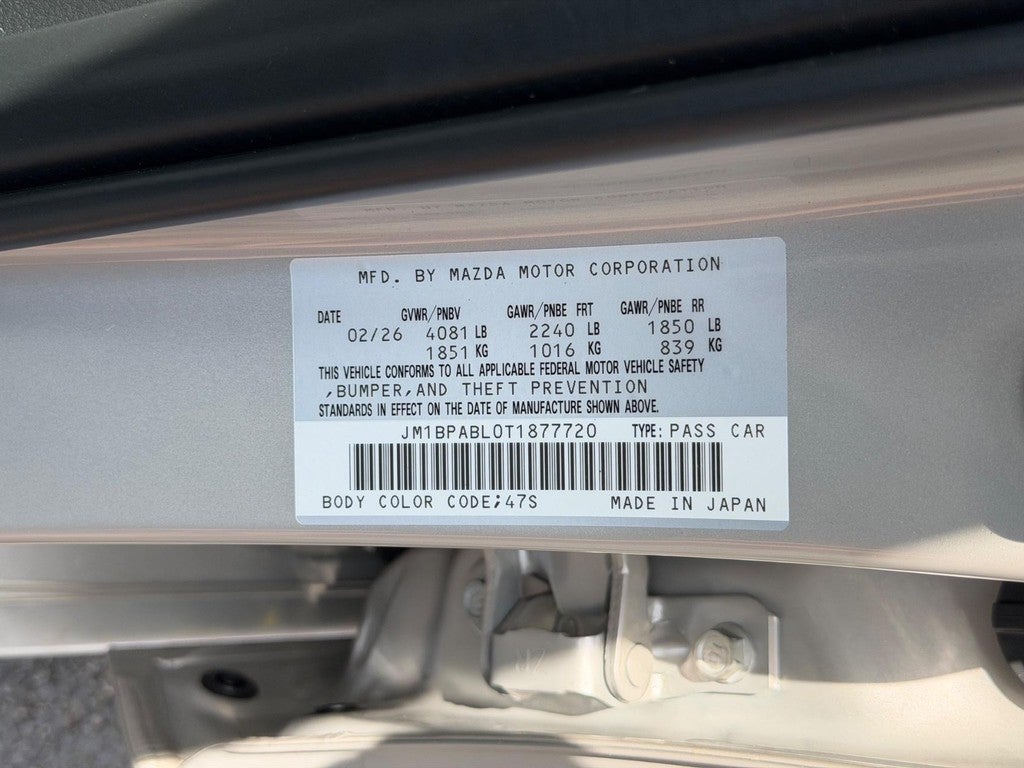 MFD. BY MAZDA MOTOR CORPORATION
DATE GVWR/PNBV GAWR/PNBE FRT GAWR/PNBE RR
02/26 4081 LB 2240 LB 1850 LB
1851 KG 1016 KG 839 KG
THIS VEHICLE CONFORMS TO ALL APPLICABLE FEDERAL MOTOR VEHICLE SAFETY
,BUMPER,AND THEFT PREVENTION
STANDARDS IN EFFECT ON THE DATE OF MANUFACTURE SHOWN ABOVE.
JM1BPABL0T1877720 TYPE: PASS CAR
BODY COLOR CODE;47S MADE IN JAPAN